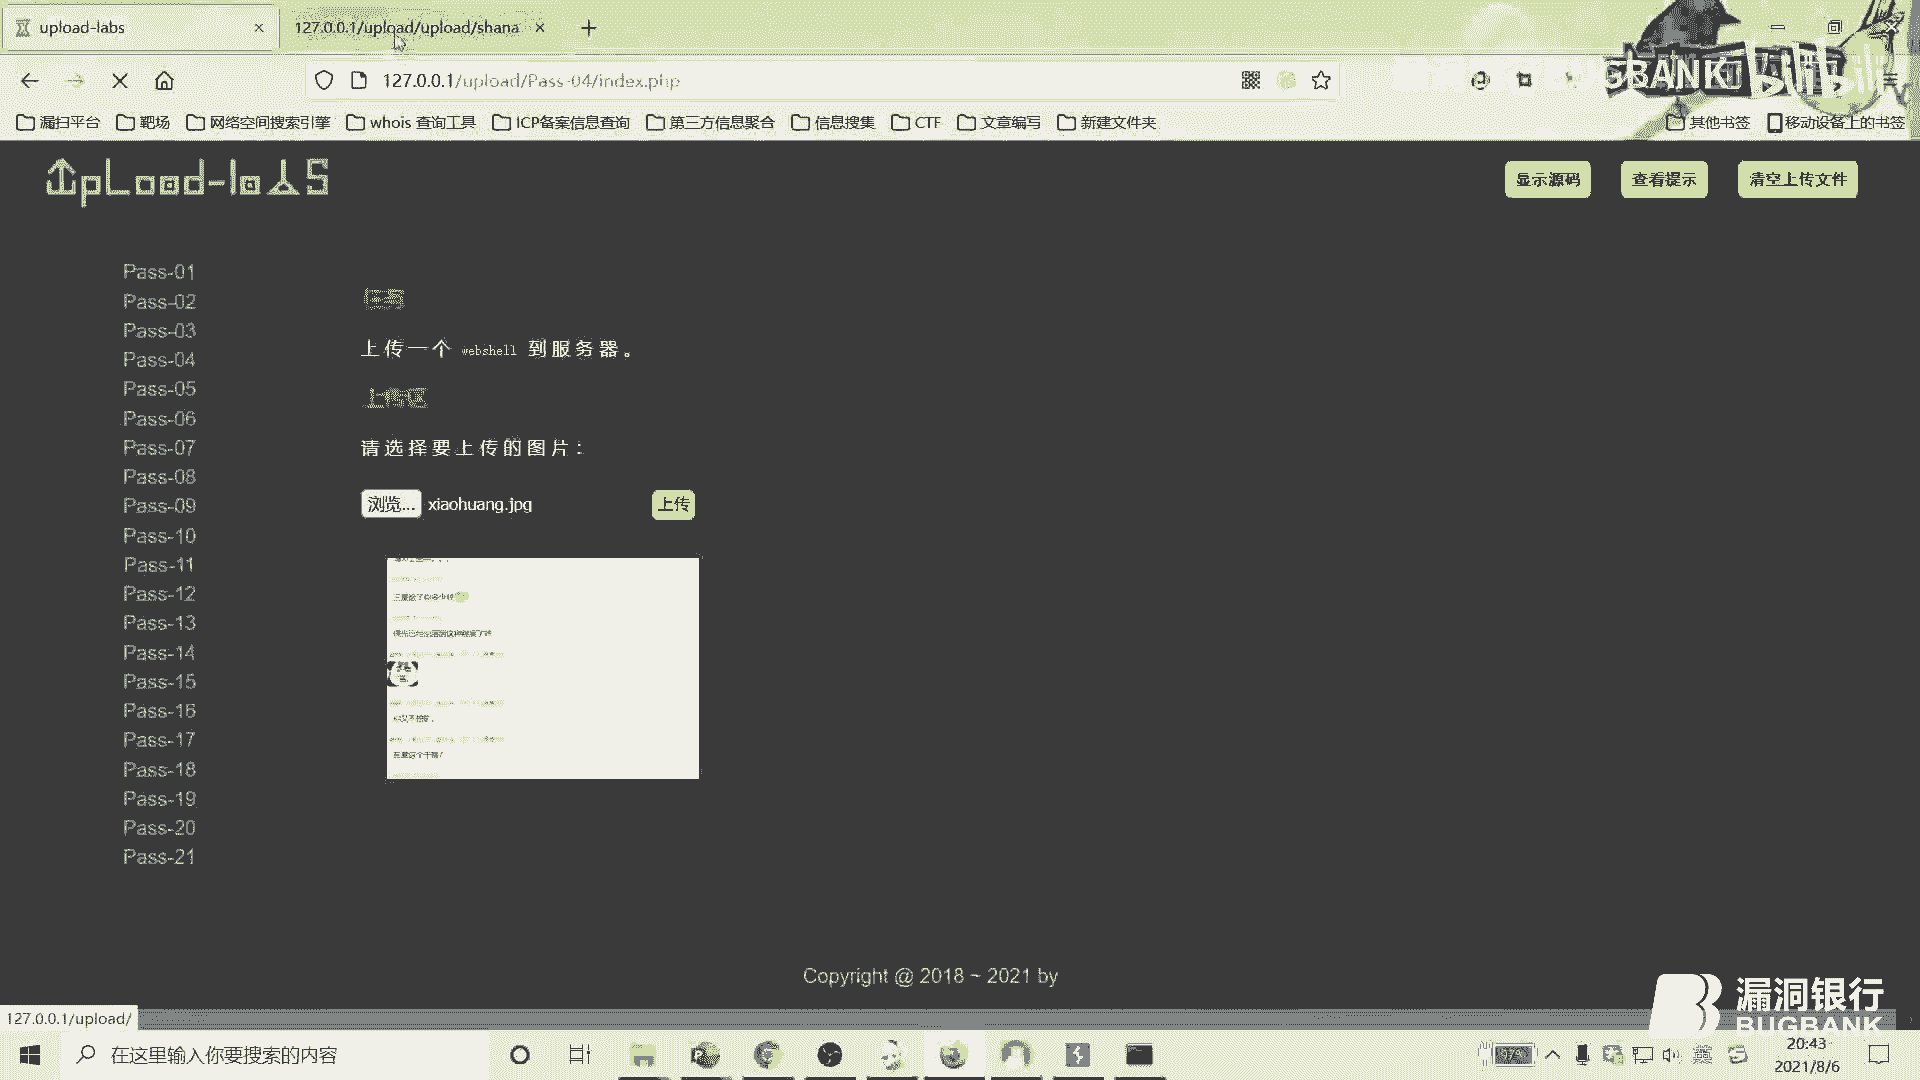 upload-labs
127.0.0.1/upload/upload/shana
127.0.0.1/upload/Pass-04/index.php
漏扫平台
靶场
网络空间搜索引擎
whois 查询工具
ICP备案信息查询
第三方信息聚合
信息搜集
CTF
文章编写
新建文件夹
其他书签
移动设备上的书签
BUGBANK
bilibili
UpLoad-labS
显示源码
查看提示
清空上传文件
Pass-01
Pass-02
Pass-03
Pass-04
Pass-05
Pass-06
Pass-07
Pass-08
Pass-09
Pass-10
Pass-11
Pass-12
Pass-13
Pass-14
Pass-15
Pass-16
Pass-17
Pass-18
Pass-19
Pass-20
Pass-21
任务
上传一个 webshell 到服务器。
上传区
请选择要上传的图片：
浏览... xiaohuang.jpg 上传
Copyright @ 2018 ~ 2021 by
漏洞银行
BUGBANK
127.0.0.1/upload/
在这里输入你要搜索的内容
英
20:43
2021/8/6